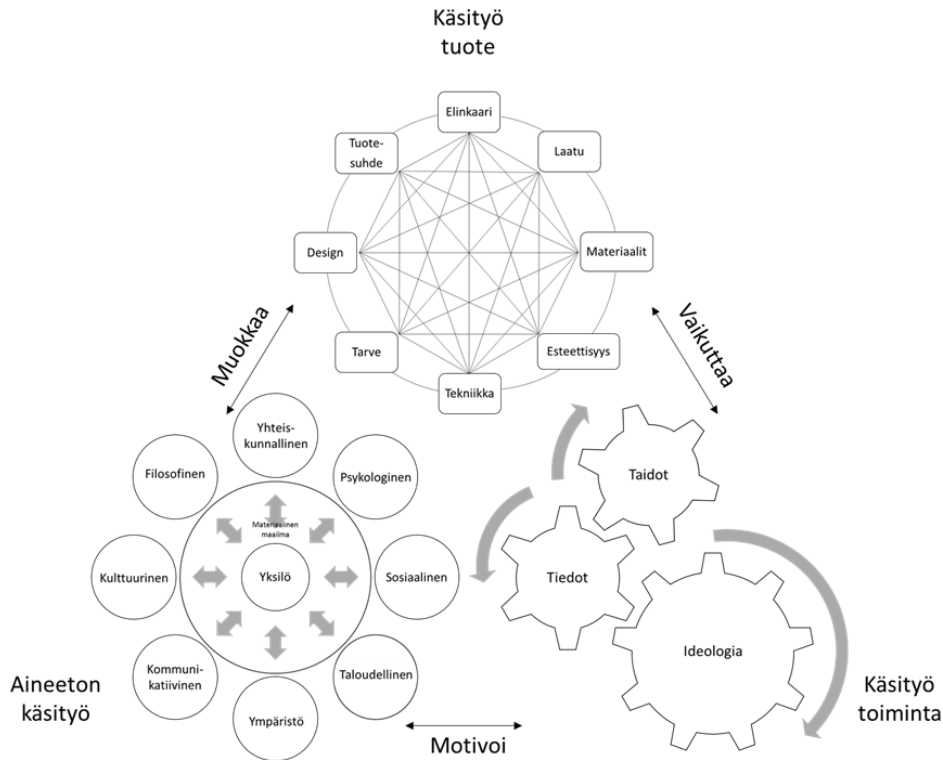 Käsityö
tuote
Elinkaari
Tuote-
suhde
Laatu
Design
Materiaalit
Tarve
Esteettisyys
Tekniikka
Muokkaa
Vaikuttaa
Yhteis-
kunnallinen
Filosofinen
Psykologinen
Materiaalinen
maailma
Kulttuurinen
Yksilö
Sosiaalinen
Kommuni-
katiivinen
Taloudellinen
Ympäristö
Taidot
Tiedot
Ideologia
Aineeton
käsityö
Motivoi
Käsityö
toiminta